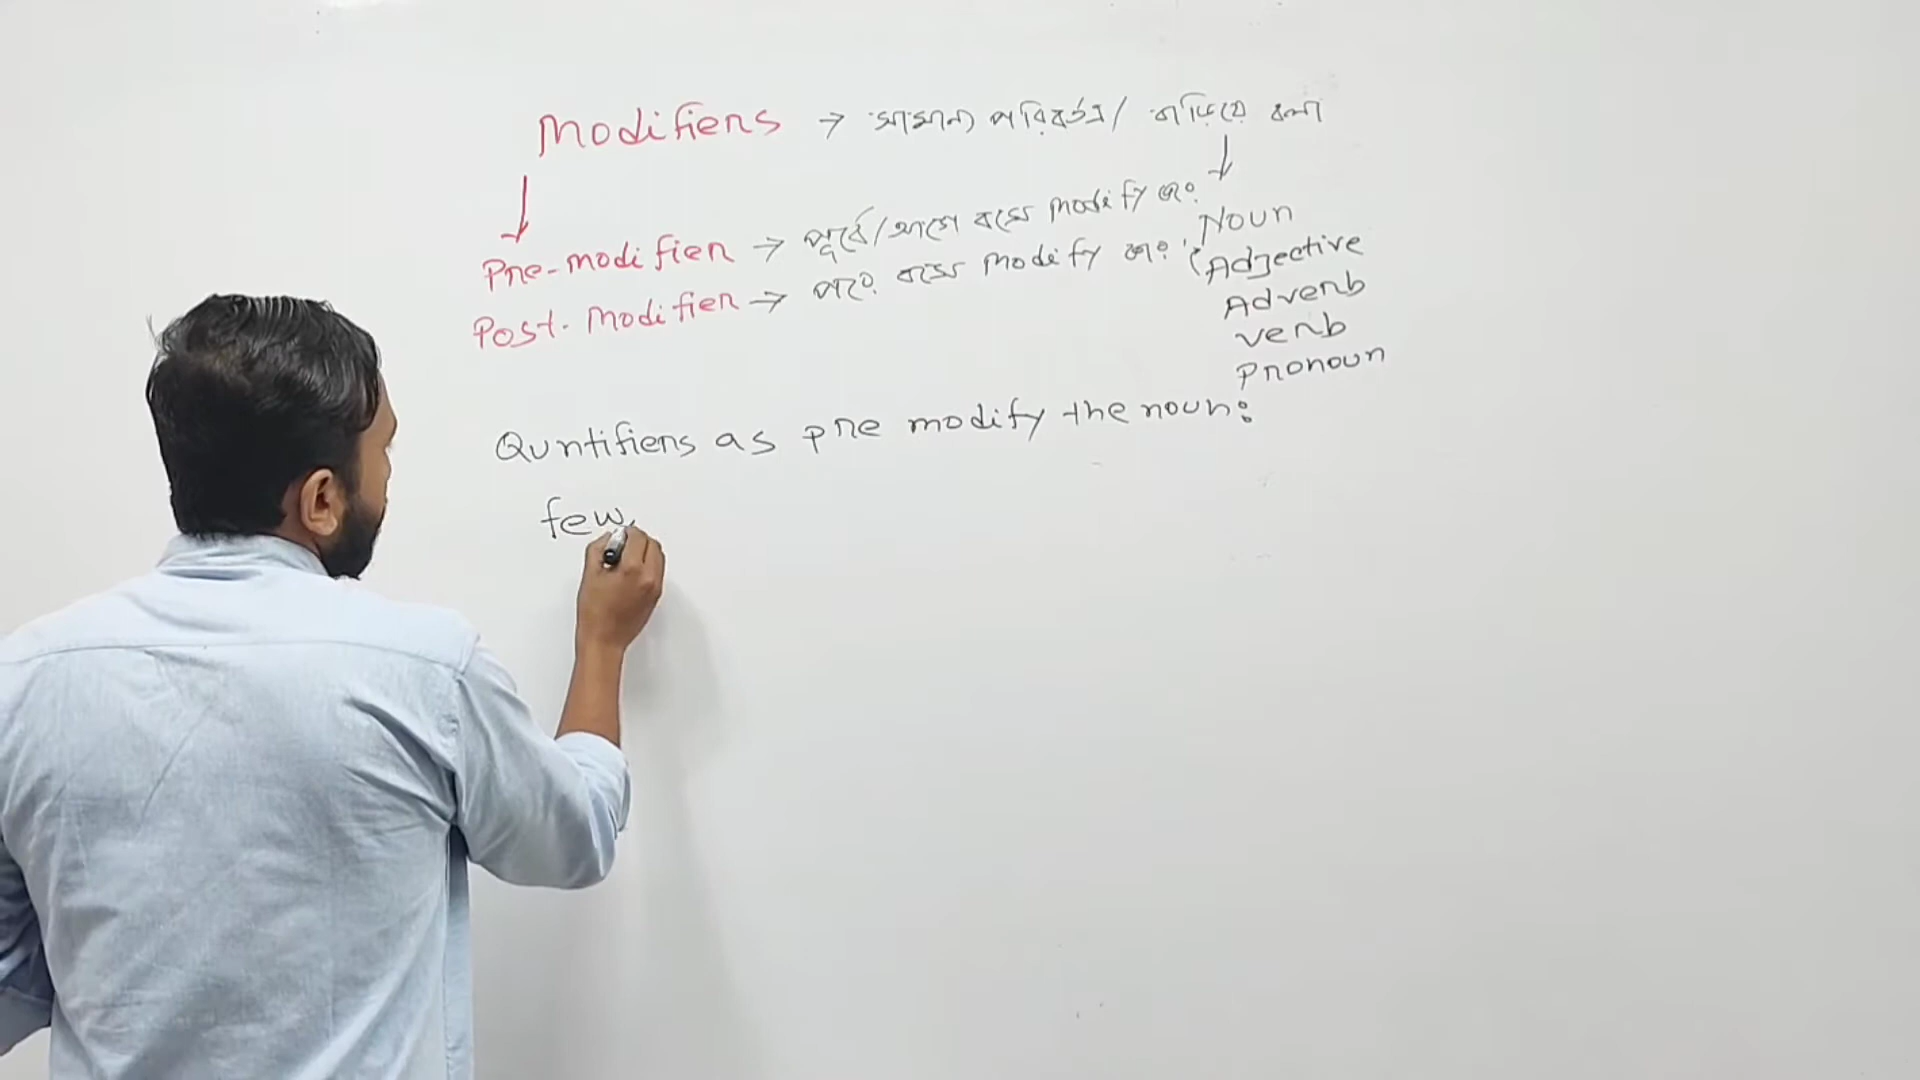 Modifiers → সামান্য পরিবর্তন / বাড়িয়ে বলা
Pre-modifier → পূর্বে/আগে বসে modify করে
Post-modifier → পরে বসে modify করে
Noun
Adjective
Adverb
verb
Pronoun
Quntifiers as pre modify the noun:
few,